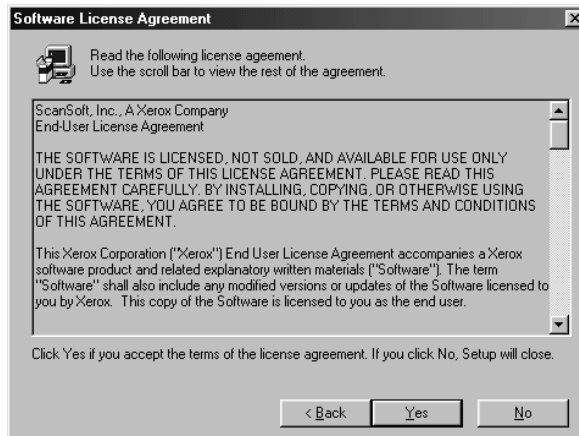 Software License Agreement
Read the following license ageement.
Use the scroll bar to view the rest of the agreement.
ScanSoft, Inc., A Xerox Company
End-User License Agreement
THE SOFTWARE IS LICENSED, NOT SOLD, AND AVAILABLE FOR USE ONLY
UNDER THE TERMS OF THIS LICENSE AGREEMENT. PLEASE READ THIS
AGREEMENT CAREFULLY. BY INSTALLING, COPYING, OR OTHERWISE USING
THE SOFTWARE, YOU AGREE TO BE BOUND BY THE TERMS AND CONDITIONS
OF THIS AGREEMENT.
This Xerox Corporation ("Xerox") End User License Agreement accompanies a Xerox
software product and related explanatory written materials ("Software"). The term
"Software" shall also include any modified versions or updates of the Software licensed to
you by Xerox. This copy of the Software is licensed to you as the end user.
Click Yes if you accept the terms of the license agreement. If you click No, Setup will close.
< Back Yes No